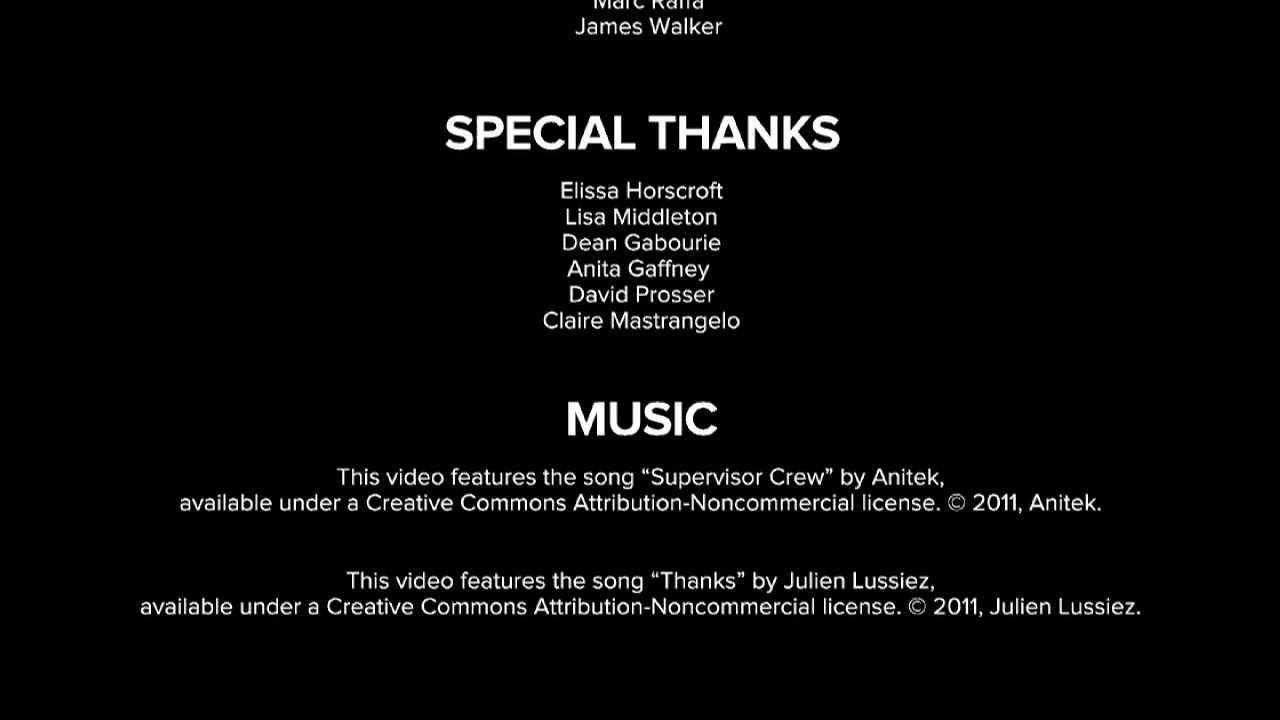 Marc Raffa
James Walker
SPECIAL THANKS
Elissa Horscroft
Lisa Middleton
Dean Gabourie
Anita Gaffney
David Prosser
Claire Mastrangelo
MUSIC
This video features the song “Supervisor Crew” by Anitek,
available under a Creative Commons Attribution-Noncommercial license. © 2011, Anitek.
This video features the song “Thanks” by Julien Lussiez,
available under a Creative Commons Attribution-Noncommercial license. © 2011, Julien Lussiez.